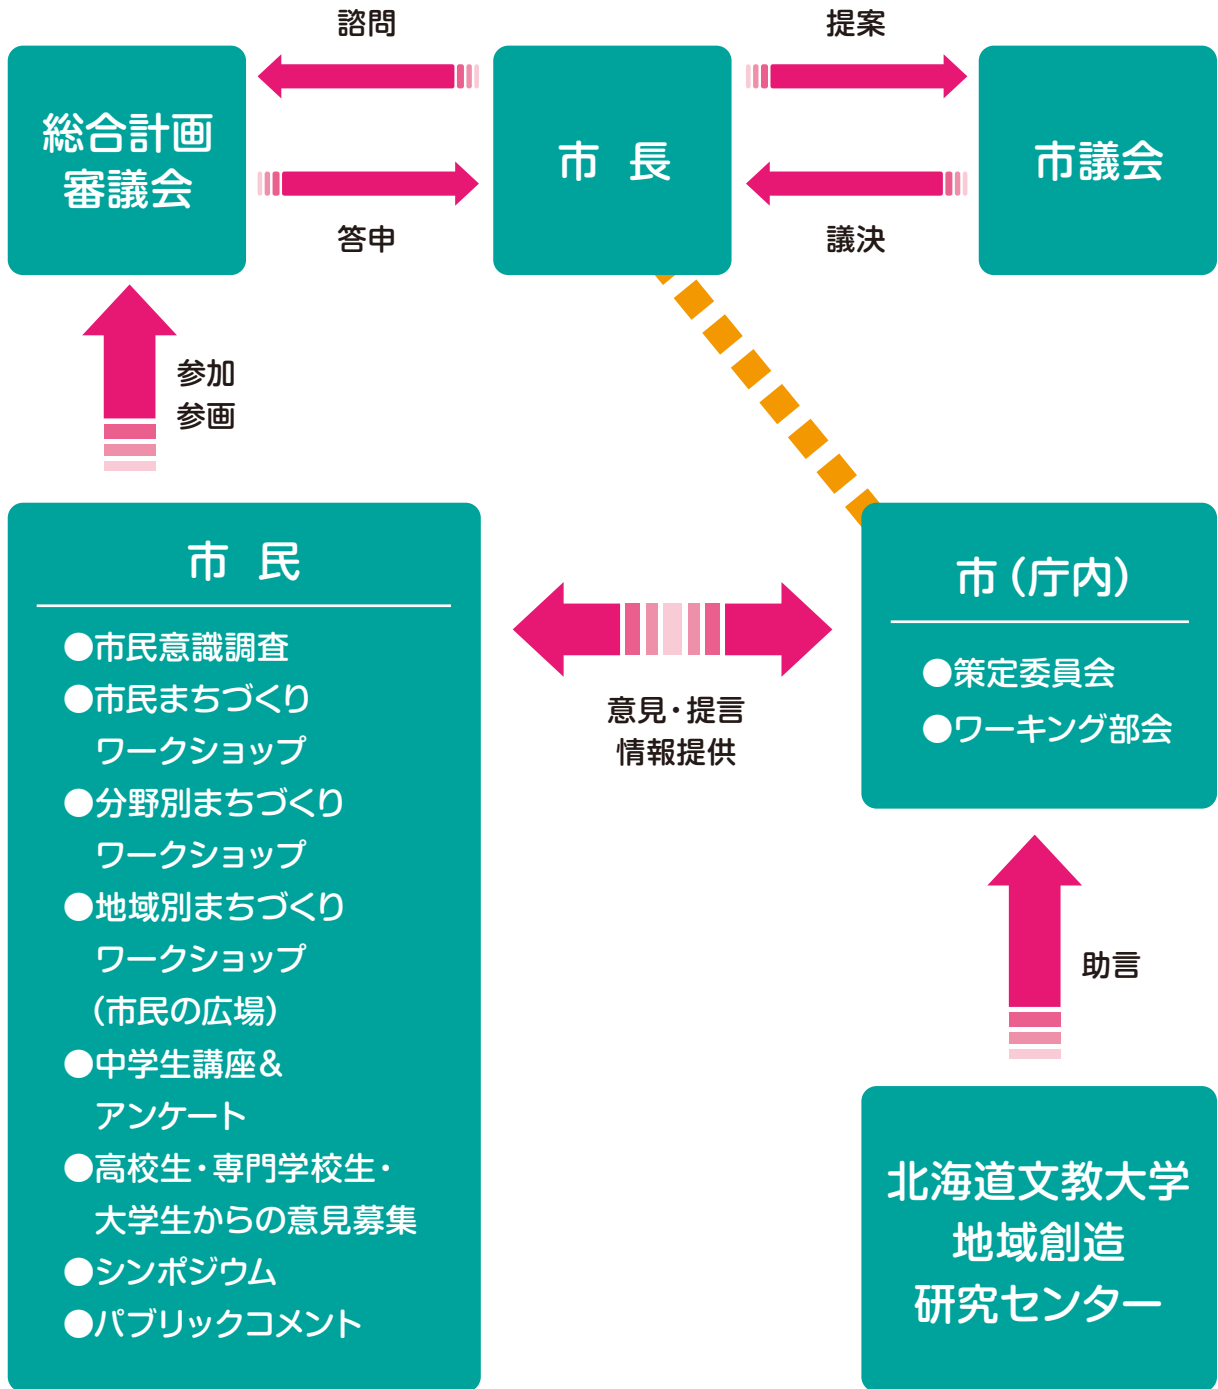 諮問
提案
総合計画
審議会
市 長
市議会
答申
議決
参加
参画
市 民
●市民意識調査
●市民まちづくり
ワークショップ
●分野別まちづくり
ワークショップ
●地域別まちづくり
ワークショップ
（市民の広場）
●中学生講座＆
アンケート
●高校生・専門学校生・
大学生からの意見募集
●シンポジウム
●パブリックコメント
意見・提言
情報提供
市（庁内）
●策定委員会
●ワーキング部会
助言
北海道文教大学
地域創造
研究センター